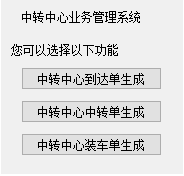 中转中心业务管理系统
您可以选择以下功能
中转中心到达单生成
中转中心中转单生成
中转中心装车单生成